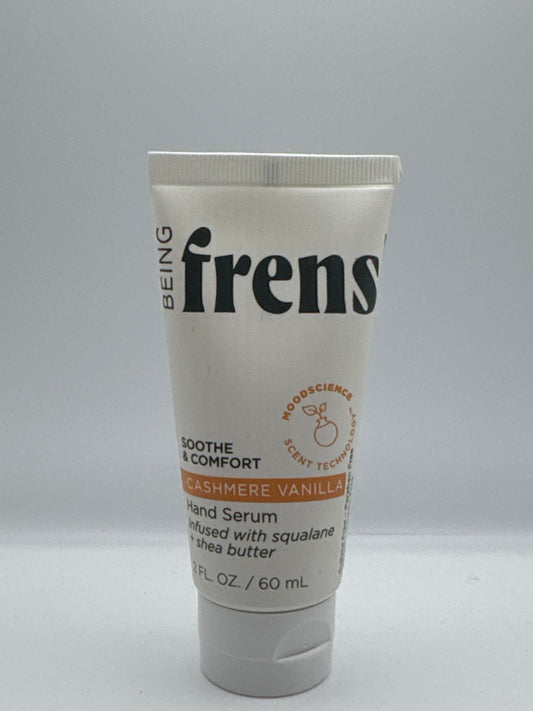 BEING
frens
MOODSCIENCE
SCENT TECHNOLOGY™
SOOTHE
& COMFORT
CASHMERE VANILLA
Hand Serum
infused with squalane
+ shea butter
2 FL. OZ. / 60 mL